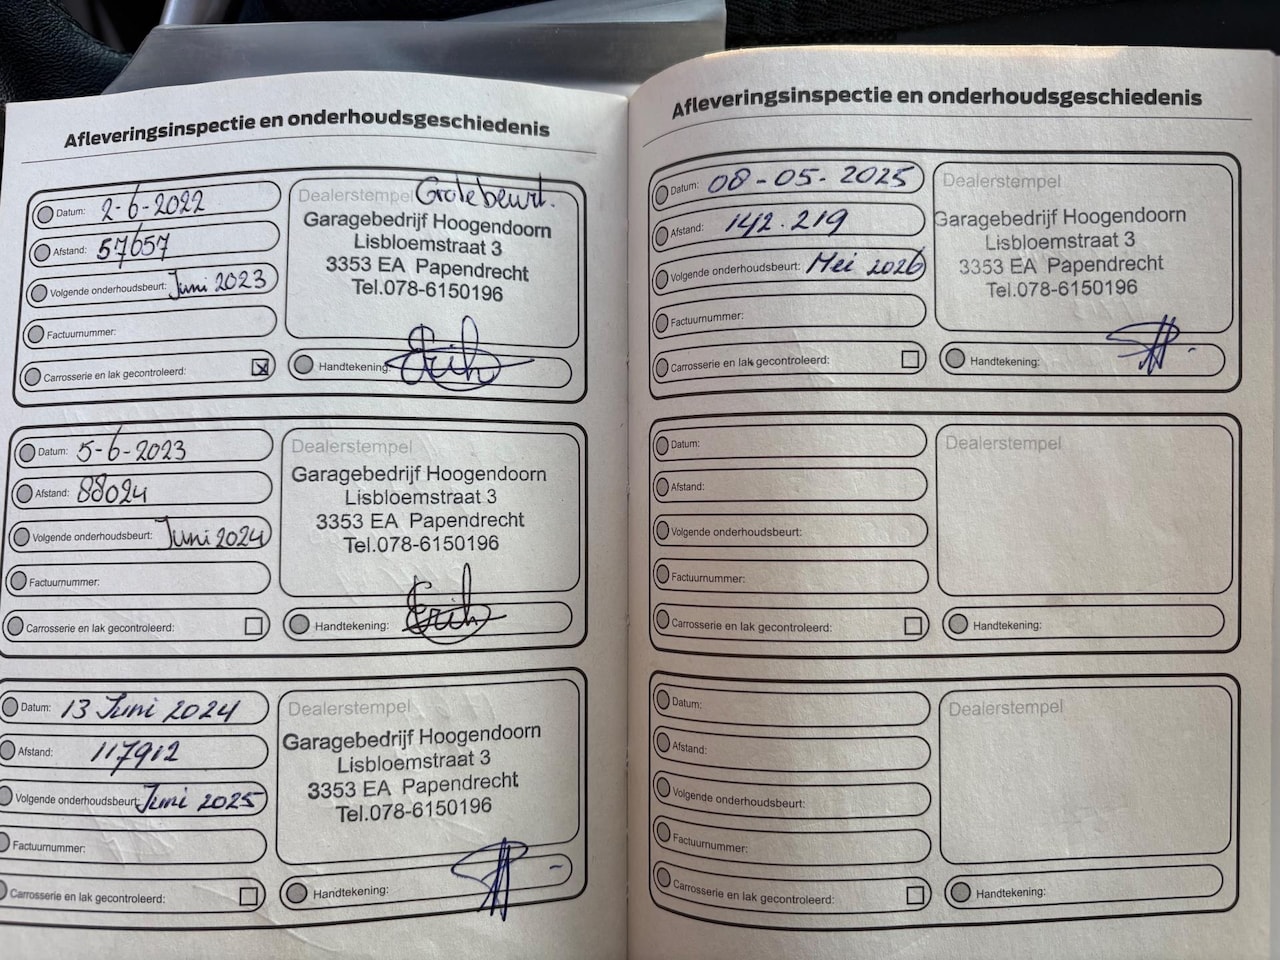 Afleveringsinspectie en onderhoudsgeschiedenis
Datum: 2-6-2022
Afstand: 57657
Volgende onderhoudsbeurt: Juni 2023
Factuurnummer:
Carrosserie en lak gecontroleerd:
Dealerstempel Grote beurt.
Garagebedrijf Hoogendoorn
Lisbloemstraat 3
3353 EA Papendrecht
Tel.078-6150196
Handtekening:
Datum: 5-6-2023
Afstand: 88024
Volgende onderhoudsbeurt: Juni 2024
Factuurnummer:
Carrosserie en lak gecontroleerd:
Dealerstempel
Garagebedrijf Hoogendoorn
Lisbloemstraat 3
3353 EA Papendrecht
Tel.078-6150196
Handtekening:
Datum: 13 Juni 2024
Afstand: 117912
Volgende onderhoudsbeurt: Juni 2025
Factuurnummer:
Carrosserie en lak gecontroleerd:
Dealerstempel
Garagebedrijf Hoogendoorn
Lisbloemstraat 3
3353 EA Papendrecht
Tel.078-6150196
Handtekening:
Afleveringsinspectie en onderhoudsgeschiedenis
Datum: 08-05-2025
Afstand: 142.219
Volgende onderhoudsbeurt: Mei 2026
Factuurnummer:
Carrosserie en lak gecontroleerd:
Dealerstempel
Garagebedrijf Hoogendoorn
Lisbloemstraat 3
3353 EA Papendrecht
Tel.078-6150196
Handtekening:
Datum:
Afstand:
Volgende onderhoudsbeurt:
Factuurnummer:
Carrosserie en lak gecontroleerd:
Dealerstempel
Handtekening:
Datum:
Afstand:
Volgende onderhoudsbeurt:
Factuurnummer:
Carrosserie en lak gecontroleerd:
Dealerstempel
Handtekening: